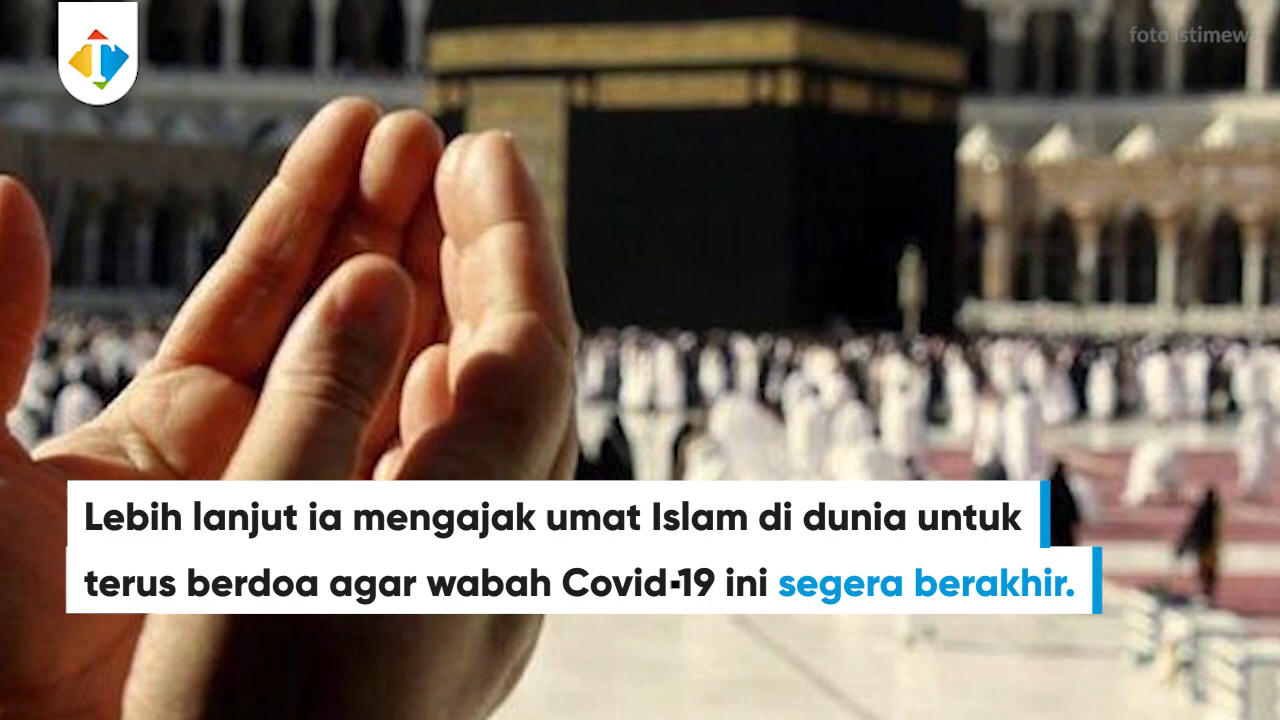 foto istimewa
T
Lebih lanjut ia mengajak umat Islam di dunia untuk
terus berdoa agar wabah Covid-19 ini segera berakhir.